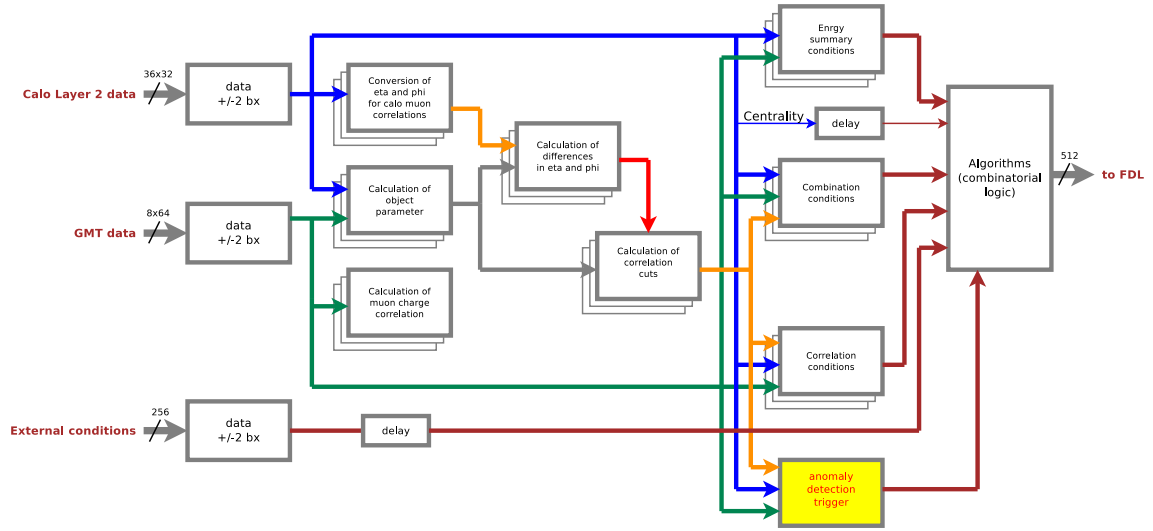 Enrgy
summary
conditions
36x32
Calo Layer 2 data
data
+/-2 bx
Conversion of
eta and phi
for calo muon
correlations
Centrality
delay
Calculation of
differences
in eta and phi
Algorithms
(combinatorial
logic)
512
to FDL
Calculation of
object
parameter
Combination
conditions
8x64
GMT data
data
+/-2 bx
Calculation of
correlation
cuts
Calculation of
muon charge
correlation
Correlation
conditions
256
External conditions
data
+/-2 bx
delay
anomaly
detection
trigger